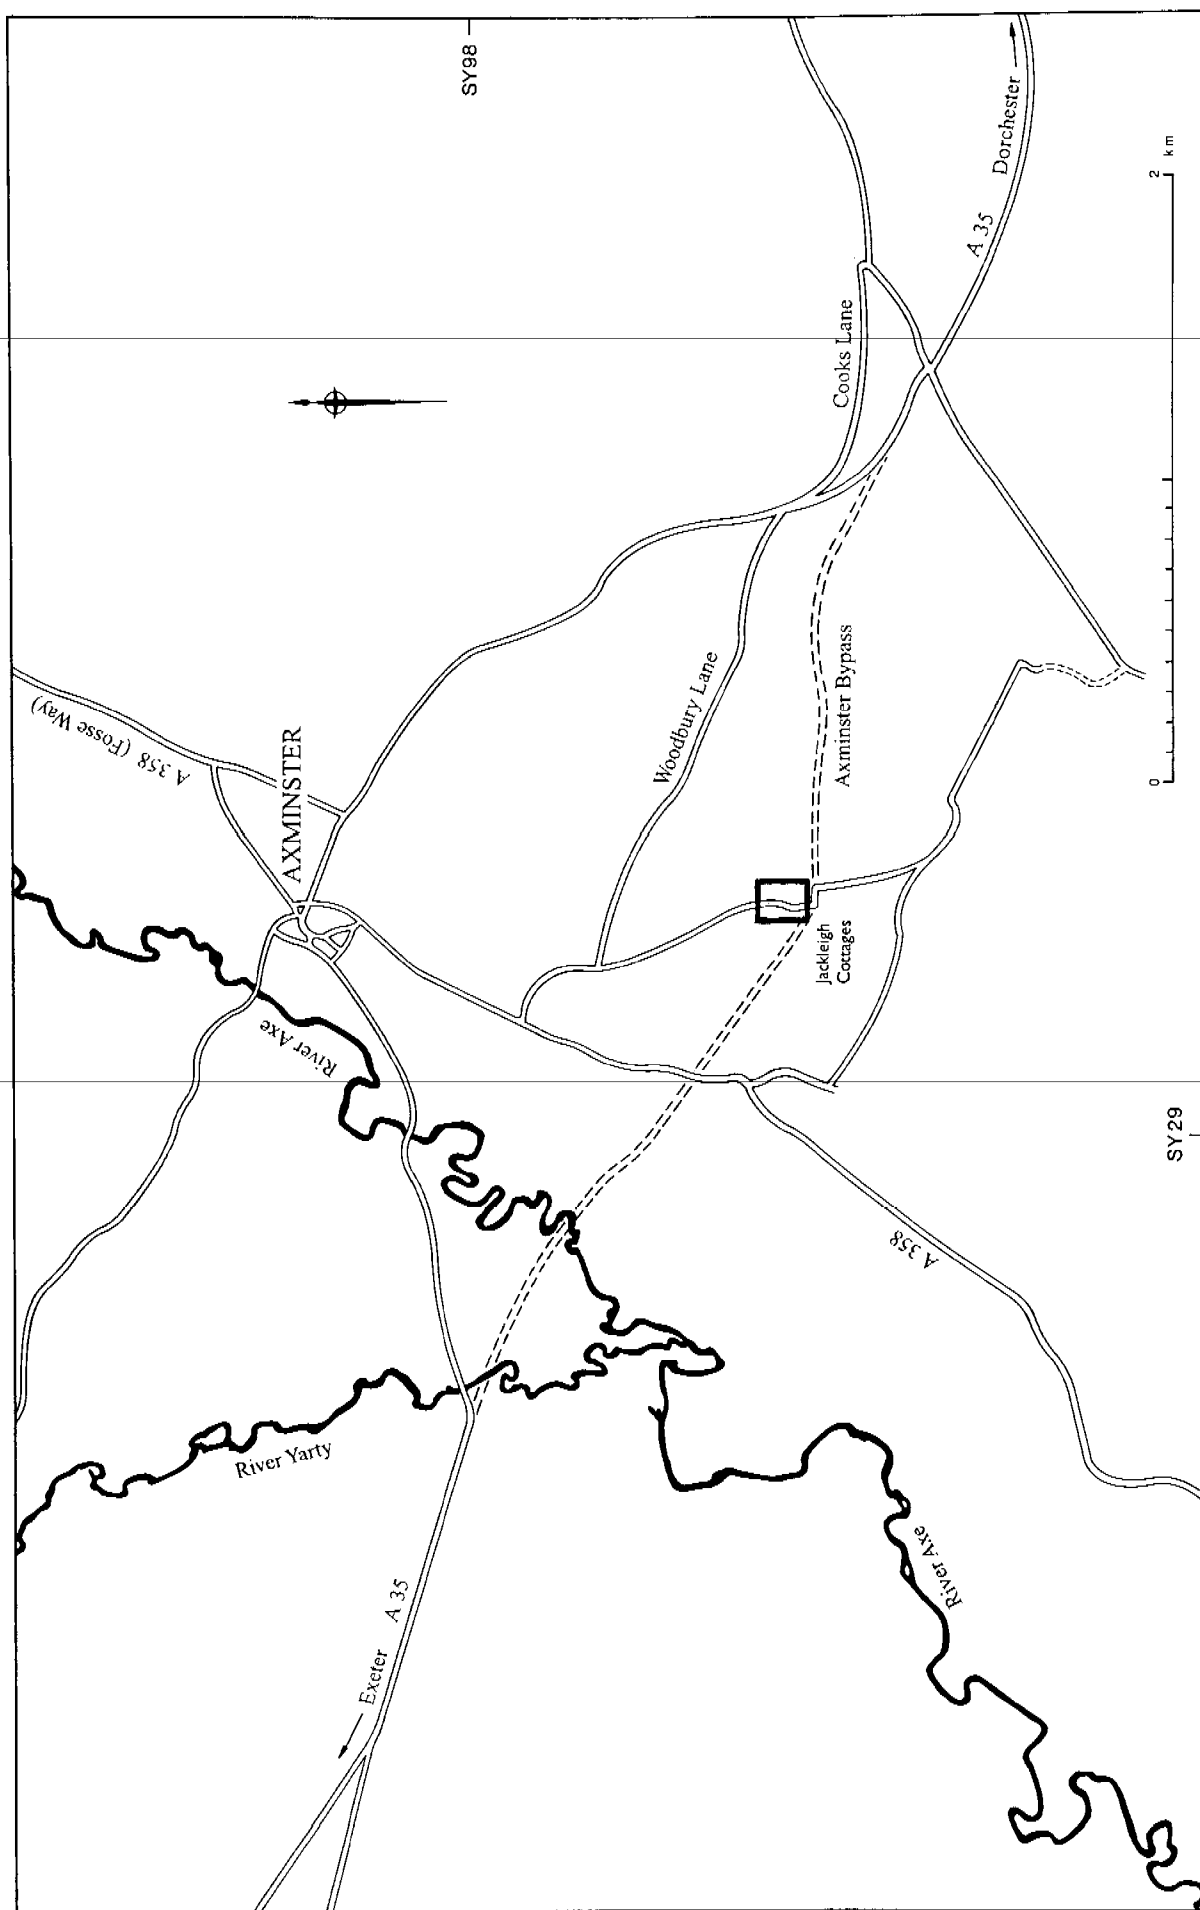 SY98
A 358 (Fosse Way)
AXMINSTER
River Axe
River Yarty
Exeter
A 35
Woodbury Lane
Cooks Lane
Dorchester
A 35
Axminster Bypass
Jackleigh
Cottages
A 358
River Axe
SY29
0
2
km